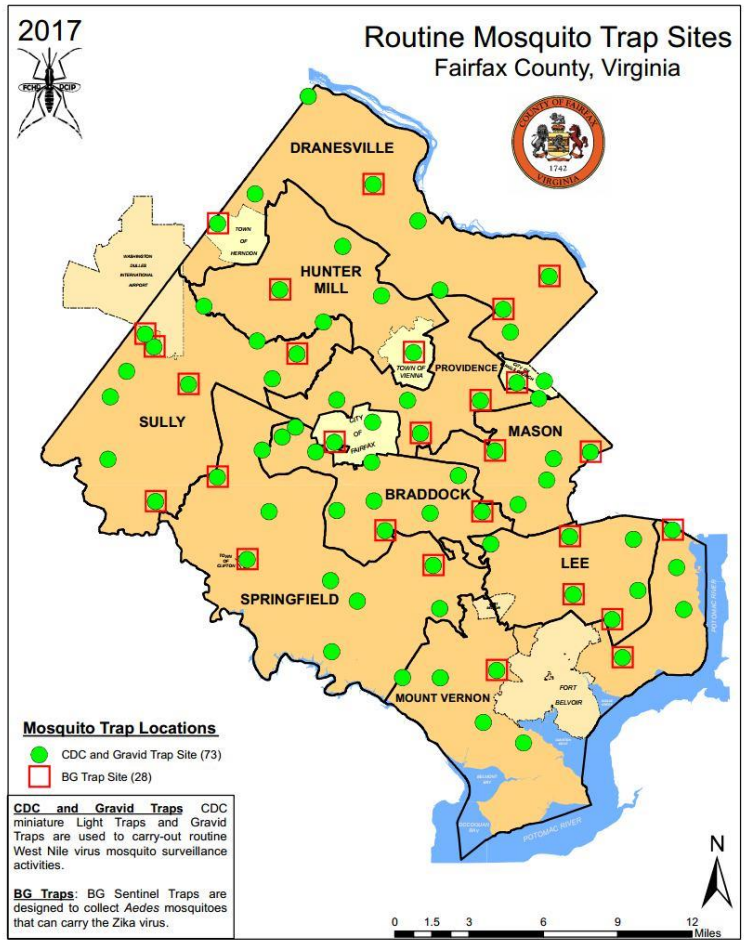 2017
Routine Mosquito Trap Sites
Fairfax County, Virginia
FCHD DCIP
COUNTY OF FAIRFAX
1742
VIRGINIA
DRANESVILLE
TOWN
OF
HERNDON
WASHINGTON
DULLES
INTERNATIONAL
AIRPORT
HUNTER
MILL
TOWN OF
VIENNA
PROVIDENCE
SULLY
CITY
OF
FAIRFAX
MASON
BRADDOCK
LEE
TOWN
OF
CLIFTON
SPRINGFIELD
POTOMAC RIVER
MOUNT VERNON
FORT
BELVOIR
POTOMAC RIVER
Mosquito Trap Locations
CDC and Gravid Trap Site (73)
BG Trap Site (28)
CDC and Gravid Traps CDC
miniature Light Traps and Gravid
Traps are used to carry-out routine
West Nile virus mosquito surveillance
activities.
BG Traps: BG Sentinel Traps are
designed to collect Aedes mosquitoes
that can carry the Zika virus.
N
0 1.5 3 6 9 12
Miles